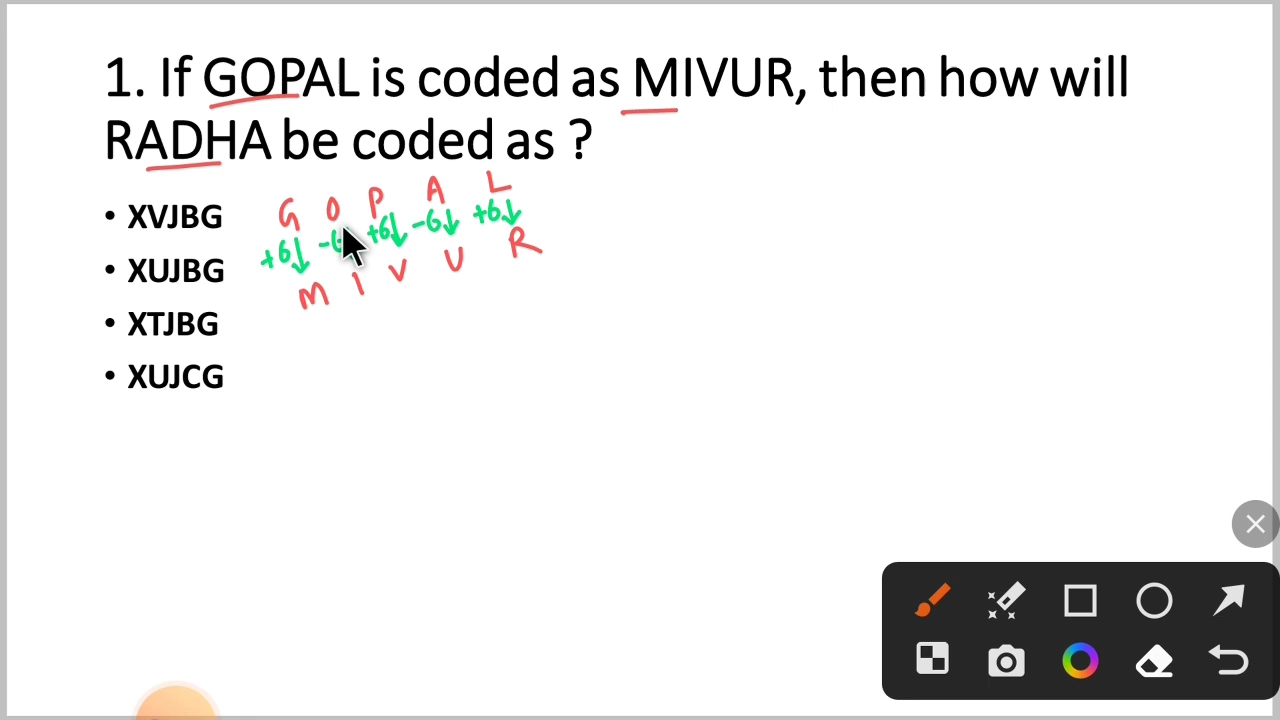 1. If GOPAL is coded as MIVUR, then how will
RADHA be coded as ?
• XVJBG
• XUJBG
• XTJBG
• XUJCG
G O P A L
+6↓ -6 +6↓ -6↓ +6↓
M I V U R